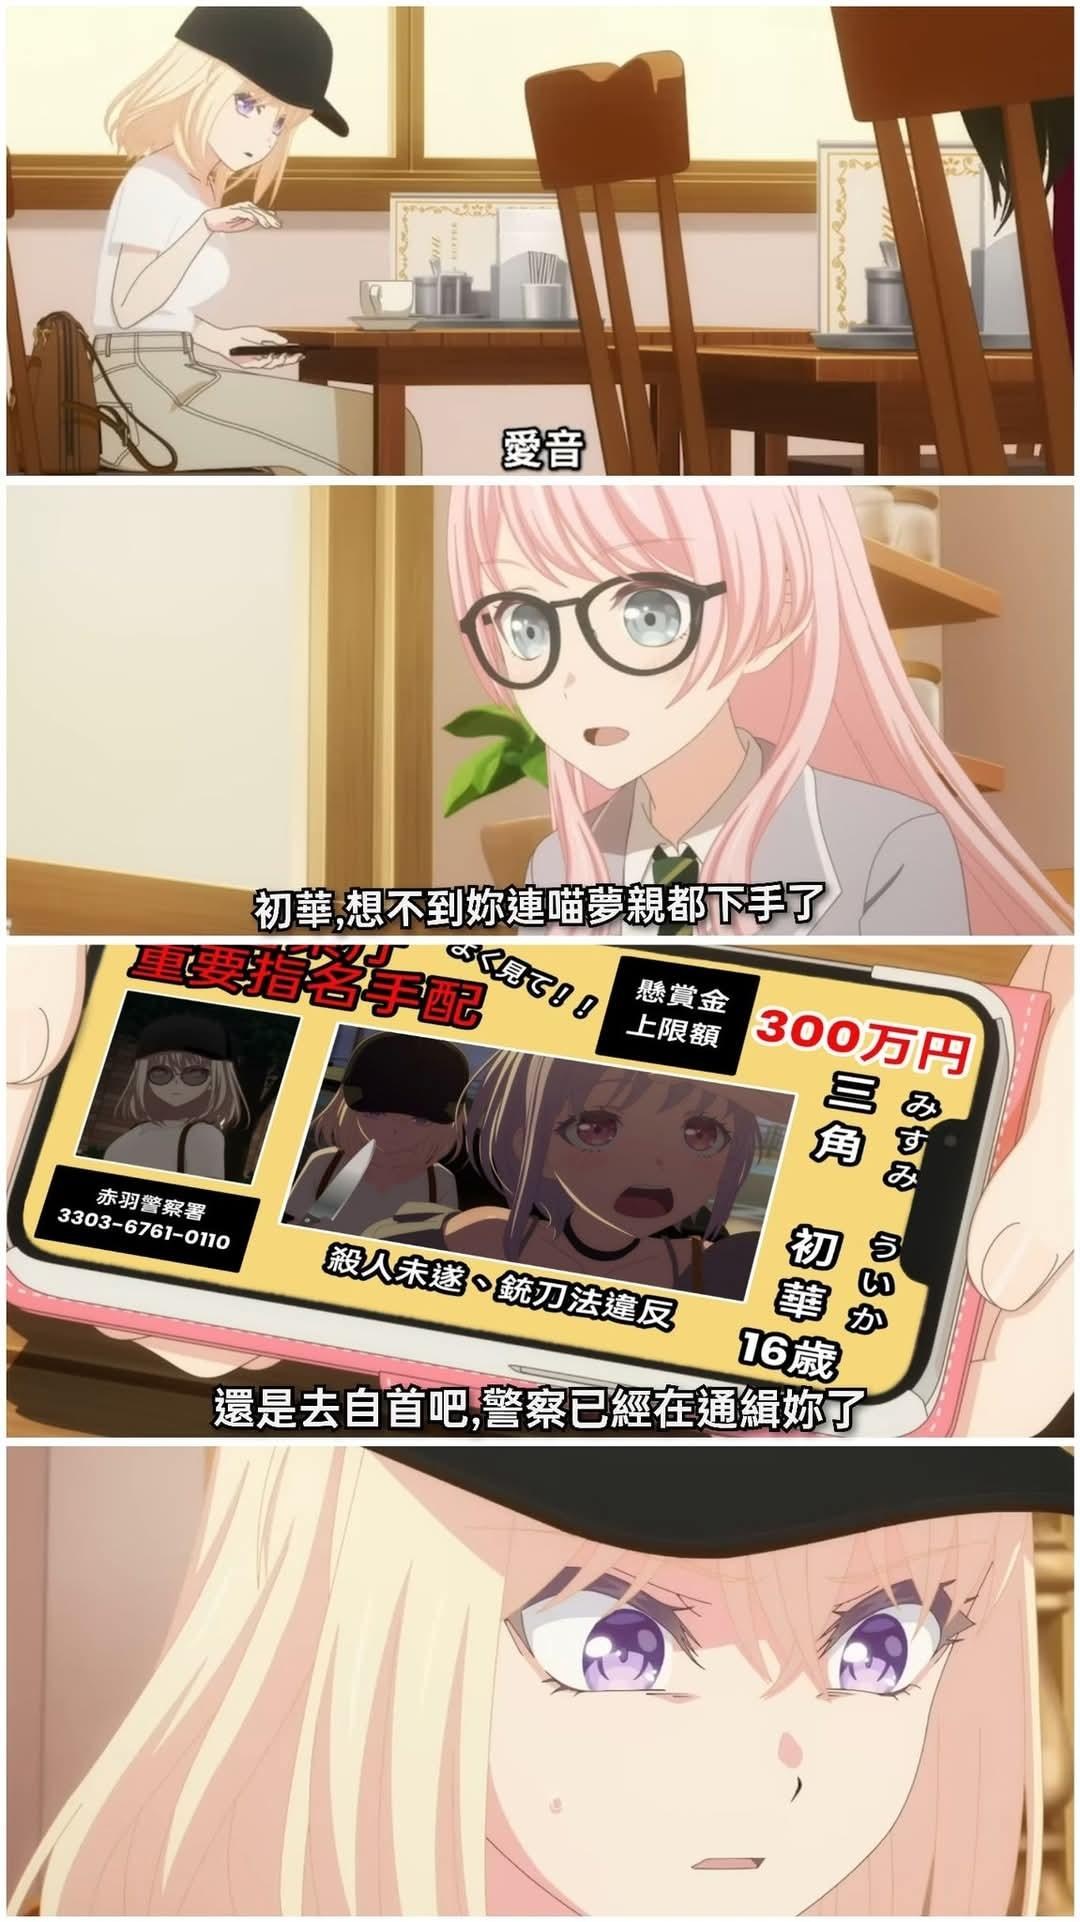 愛音
初華,想不到妳連喵夢親都下手了
重要指名手配
よく見て！！
懸賞金
上限額
300万円
三角 初華
みすみ ういか
16歳
赤羽警察署
3303-6761-0110
殺人未遂、銃刀法違反
還是去自首吧,警察已經在通緝妳了